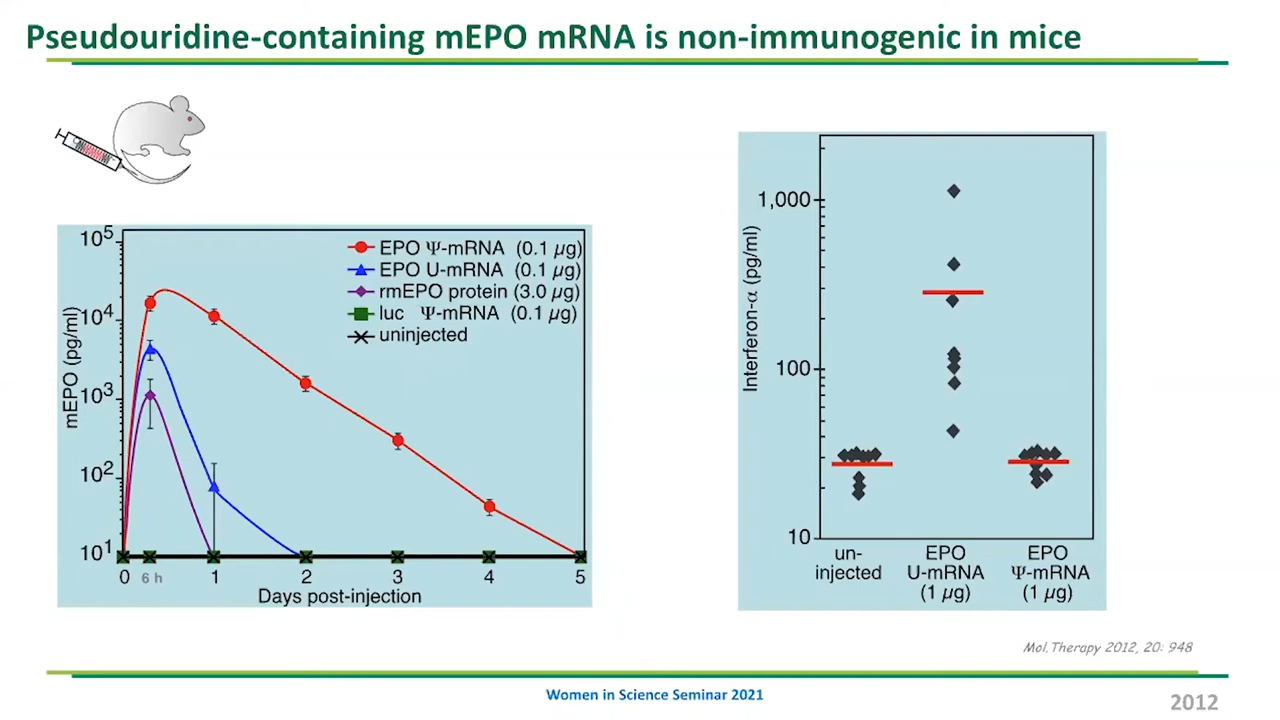 Pseudouridine-containing mEPO mRNA is non-immunogenic in mice
mEPO (pg/ml)
10⁵
10⁴
10³
10²
10¹
EPO Ψ-mRNA (0.1 µg)
EPO U-mRNA (0.1 µg)
rmEPO protein (3.0 µg)
luc Ψ-mRNA (0.1 µg)
uninjected
0 6 h 1 2 3 4 5
Days post-injection
Interferon-α (pg/ml)
1,000
100
10
un-
injected
EPO
U-mRNA
(1 µg)
EPO
Ψ-mRNA
(1 µg)
Mol. Therapy 2012, 20: 948
Women in Science Seminar 2021
2012